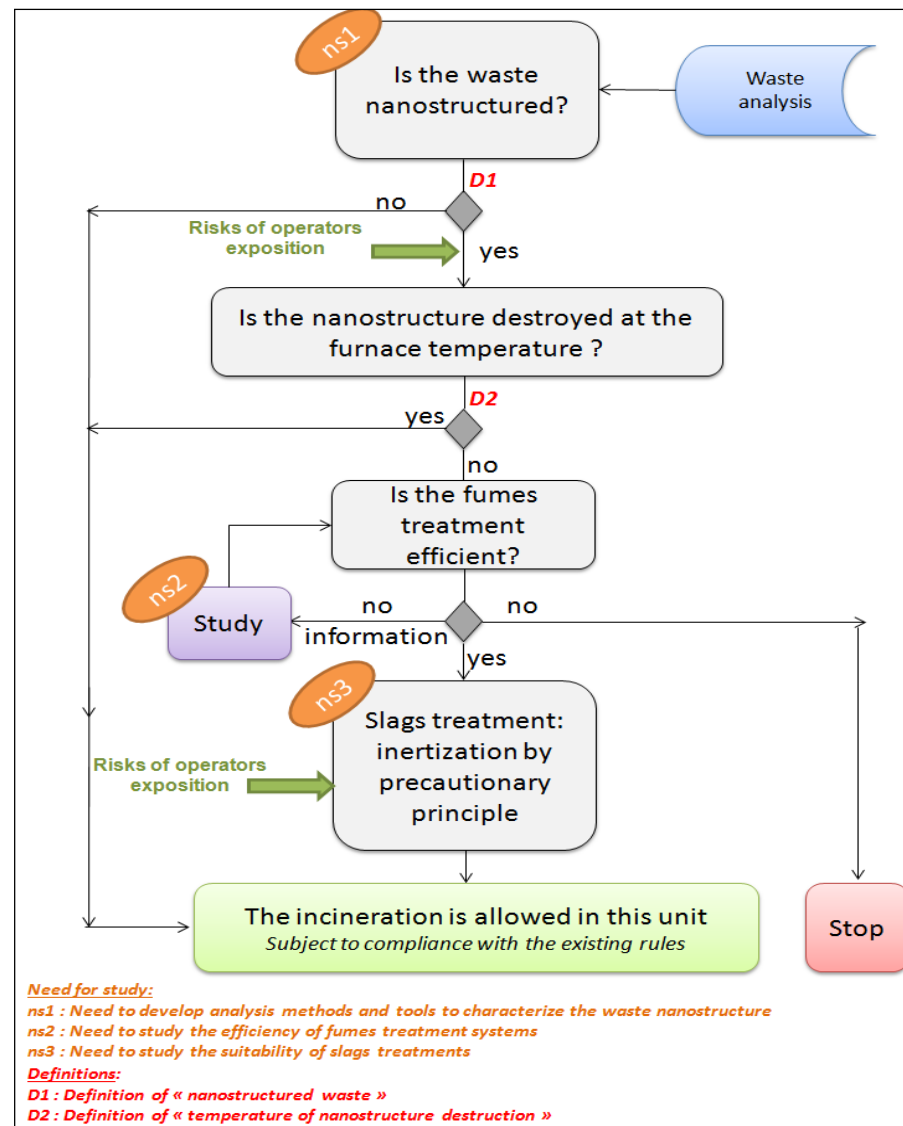 ns1
Is the waste
nanostructured?
Waste
analysis
D1
no
Risks of operators
exposition
yes
Is the nanostructure destroyed at the
furnace temperature ?
D2
yes
no
Is the fumes
treatment
efficient?
ns2
Study
no
information
no
yes
ns3
Slags treatment:
inertization by
precautionary
principle
Risks of operators
exposition
The incineration is allowed in this unit
Subject to compliance with the existing rules
Stop
Need for study:
ns1 : Need to develop analysis methods and tools to characterize the waste nanostructure
ns2 : Need to study the efficiency of fumes treatment systems
ns3 : Need to study the suitability of slags treatments
Definitions:
D1 : Definition of « nanostructured waste »
D2 : Definition of « temperature of nanostructure destruction »